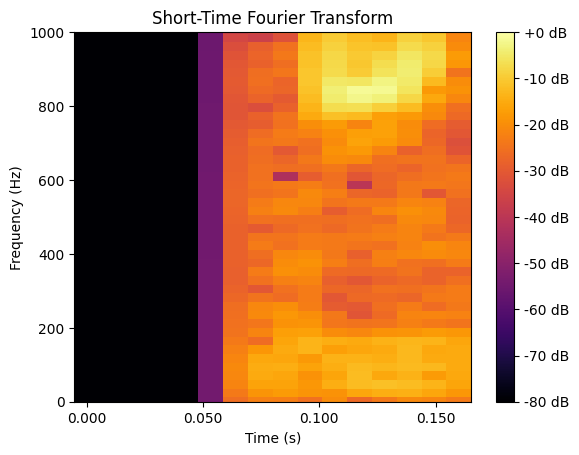 Short-Time Fourier Transform
Frequency (Hz)
1000
800
600
400
200
0
0.000
0.050
0.100
0.150
Time (s)
+0 dB
-10 dB
-20 dB
-30 dB
-40 dB
-50 dB
-60 dB
-70 dB
-80 dB